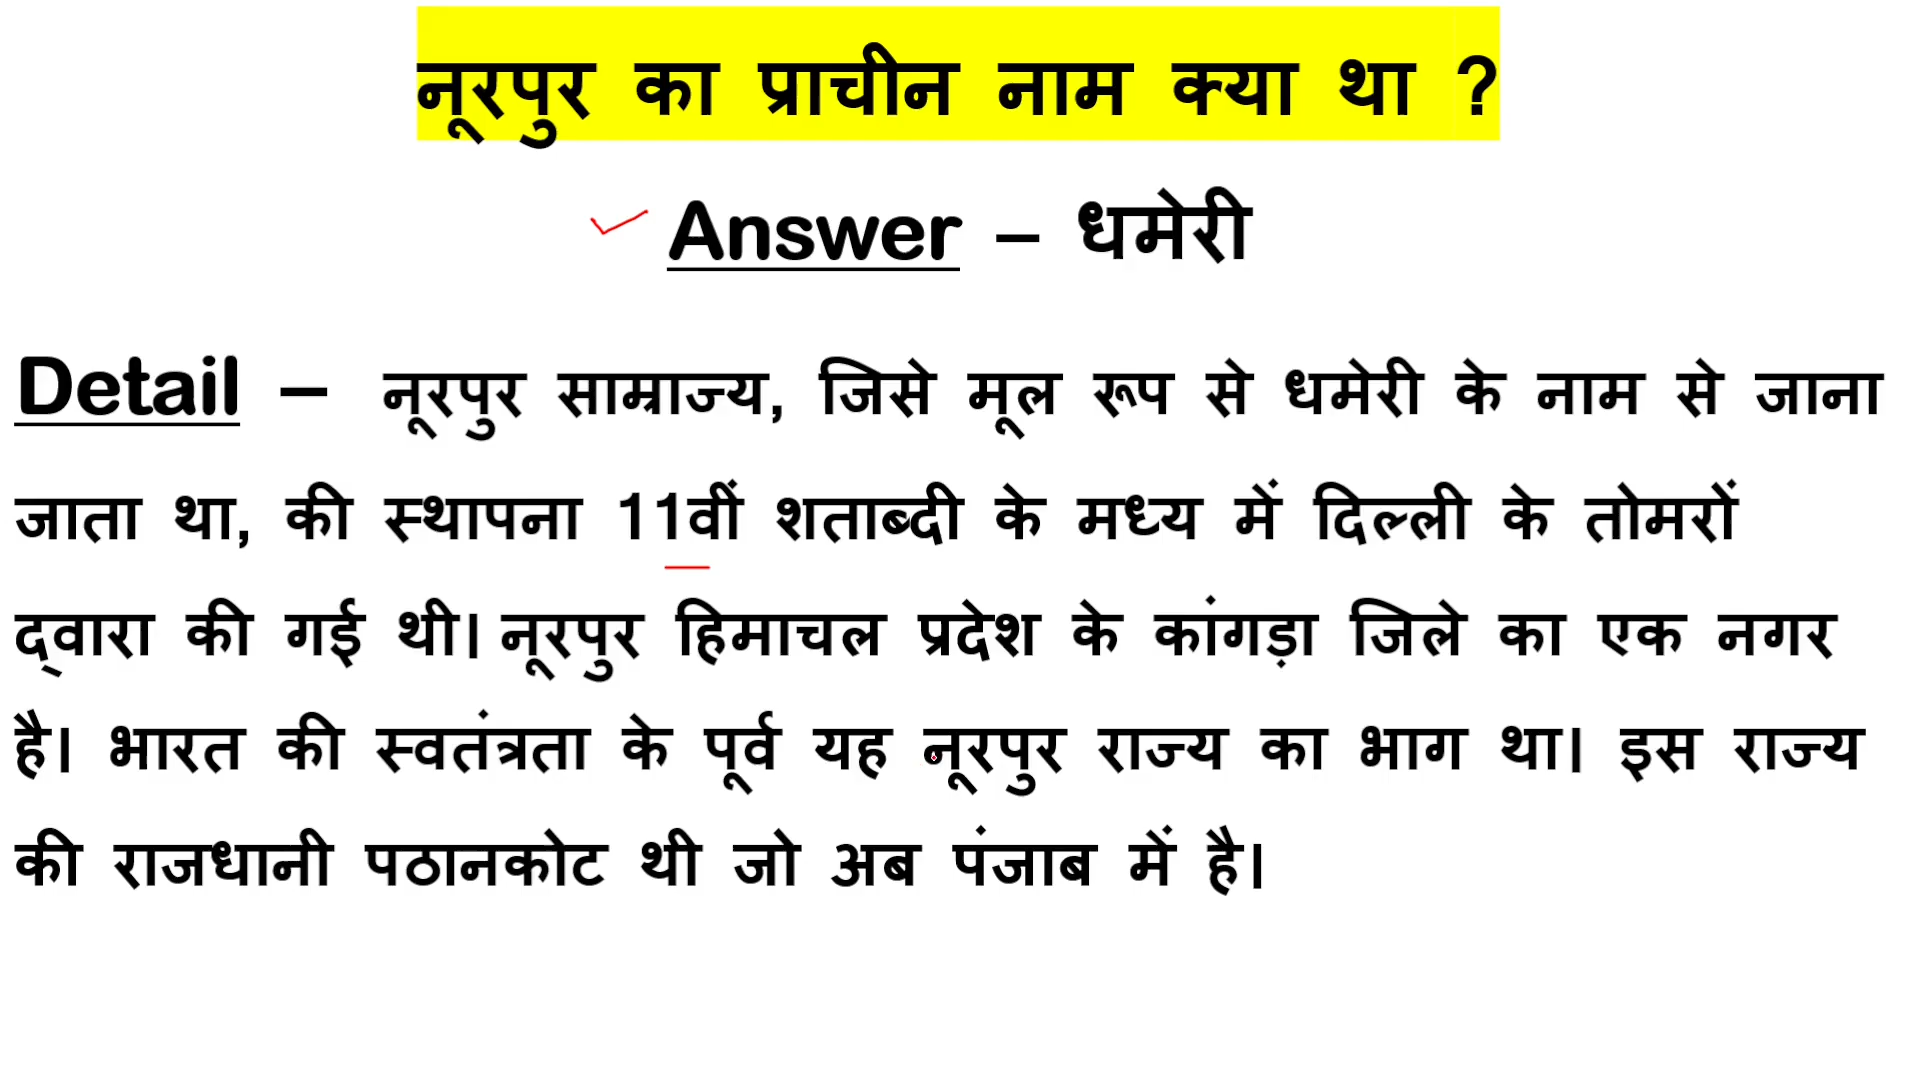 नूरपुर का प्राचीन नाम क्या था ?
Answer – धमेरी
Detail – नूरपुर साम्राज्य, जिसे मूल रूप से धमेरी के नाम से जाना
जाता था, की स्थापना 11वीं शताब्दी के मध्य में दिल्ली के तोमरों
द्वारा की गई थी। नूरपुर हिमाचल प्रदेश के कांगड़ा जिले का एक नगर
है। भारत की स्वतंत्रता के पूर्व यह नूरपुर राज्य का भाग था। इस राज्य
की राजधानी पठानकोट थी जो अब पंजाब में है।